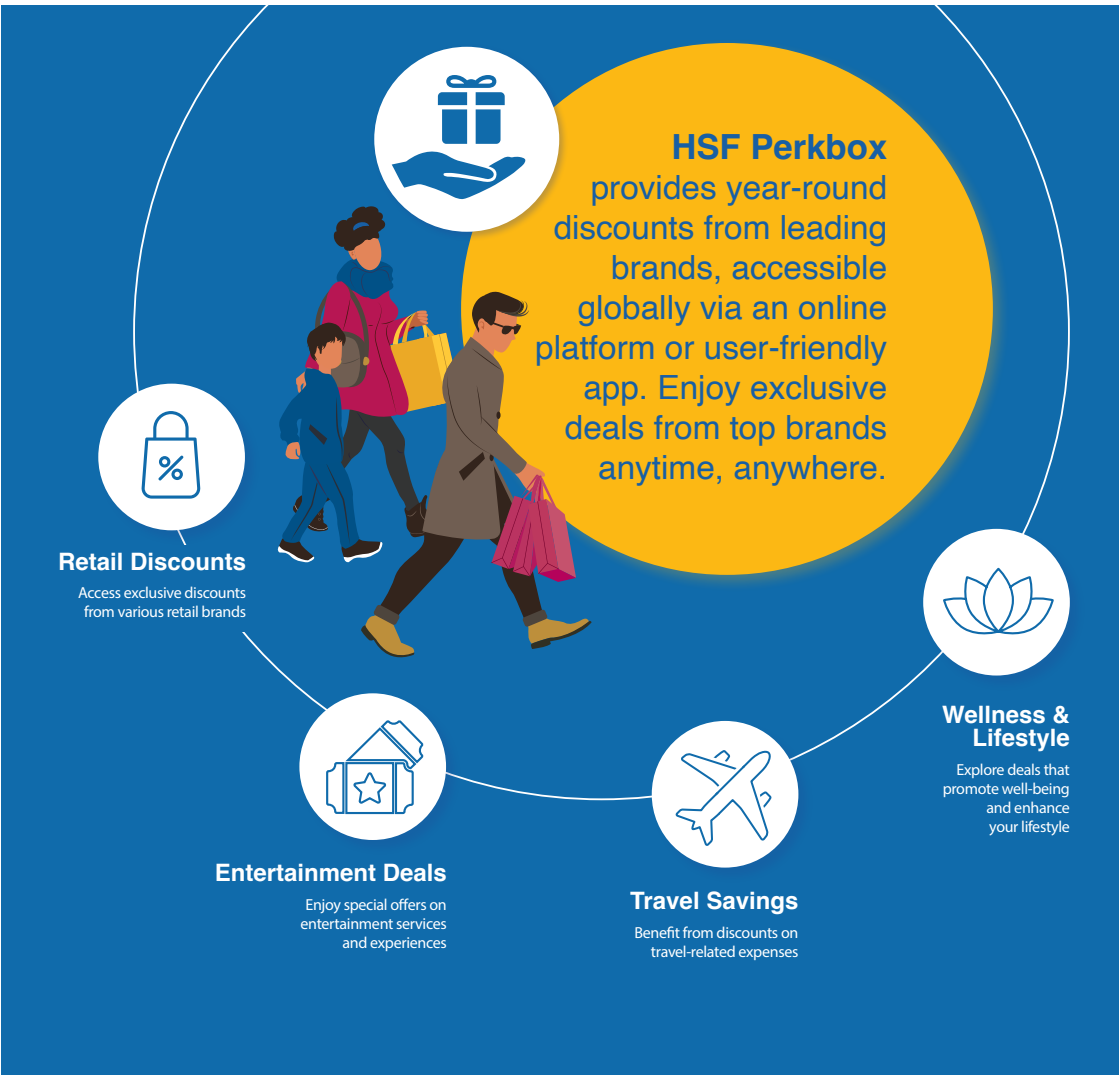 HSF Perkbox
provides year-round
discounts from leading
brands, accessible
globally via an online
platform or user-friendly
app. Enjoy exclusive
deals from top brands
anytime, anywhere.
%
Retail Discounts
Access exclusive discounts
from various retail brands
Entertainment Deals
Enjoy special offers on
entertainment services
and experiences
Travel Savings
Benefit from discounts on
travel-related expenses
Wellness &
Lifestyle
Explore deals that
promote well-being
and enhance
your lifestyle